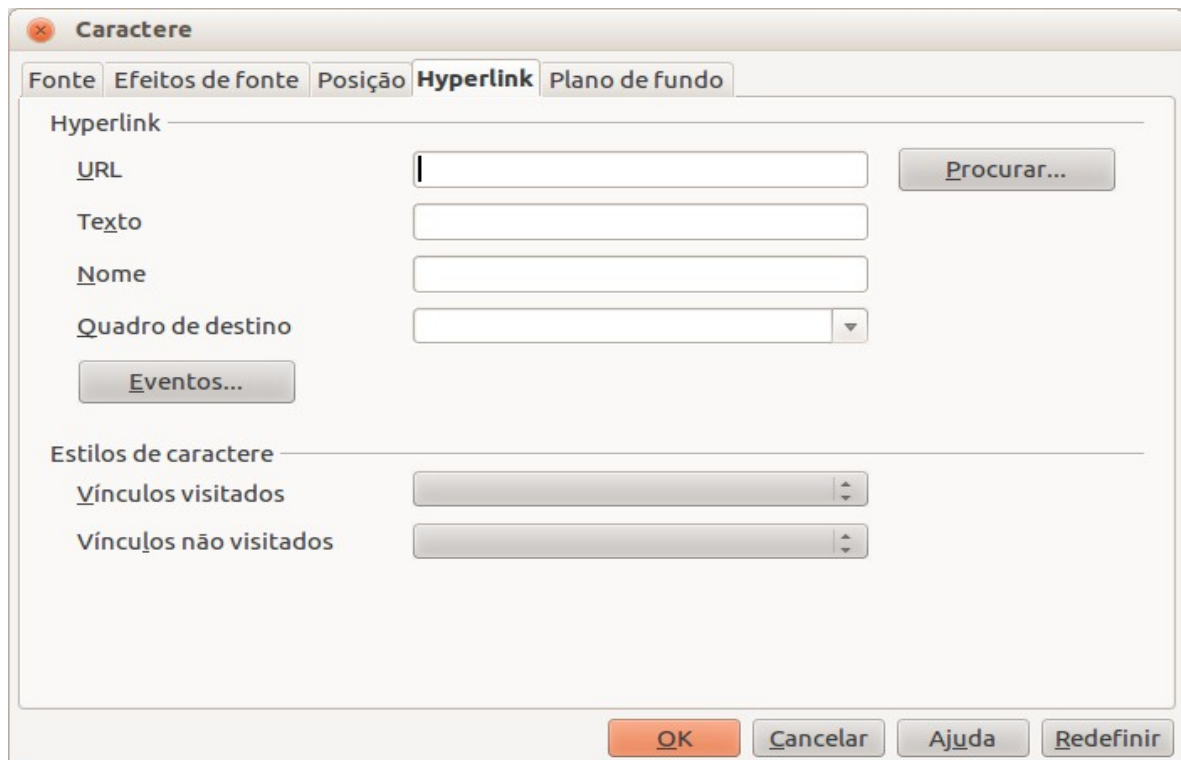 Caractere
Fonte Efeitos de fonte Posição Hyperlink Plano de fundo
Hyperlink
URL Procurar...
Texto
Nome
Quadro de destino
Eventos...
Estilos de caractere
Vínculos visitados
Vínculos não visitados
OK Cancelar Ajuda Redefinir